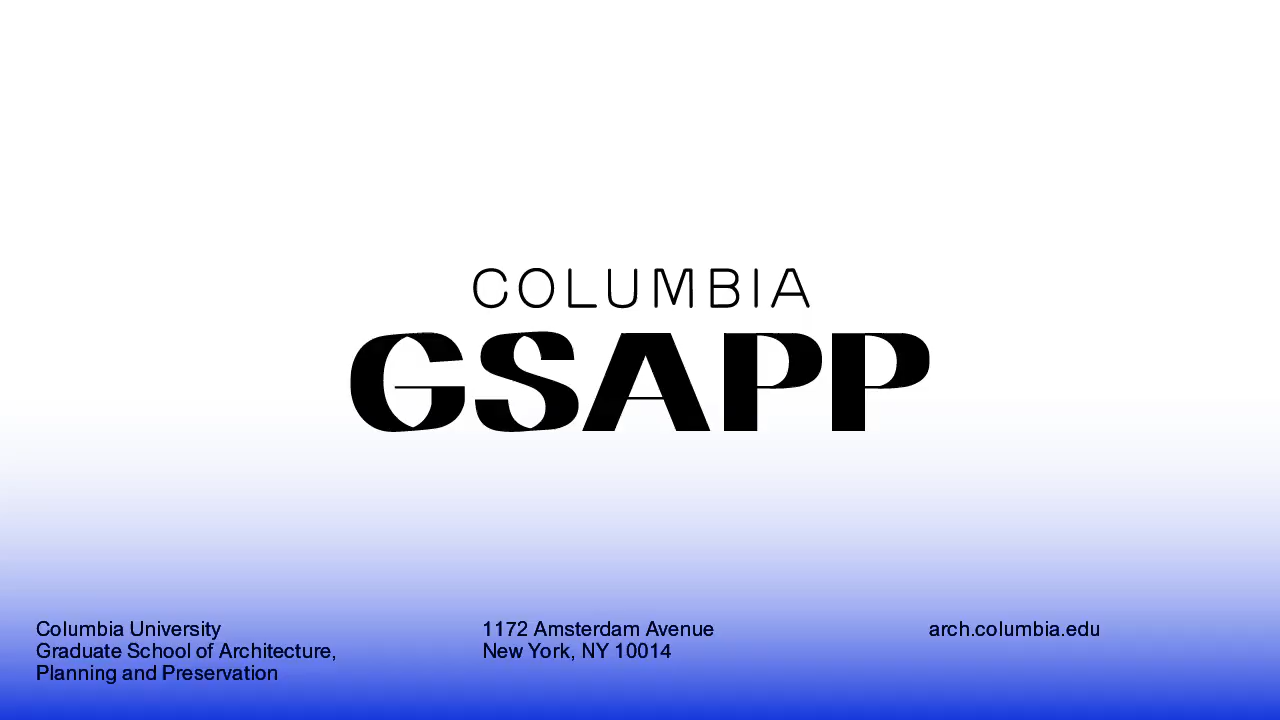 COLUMBIA
GSAPP
Columbia University
Graduate School of Architecture,
Planning and Preservation
1172 Amsterdam Avenue
New York, NY 10014
arch.columbia.edu